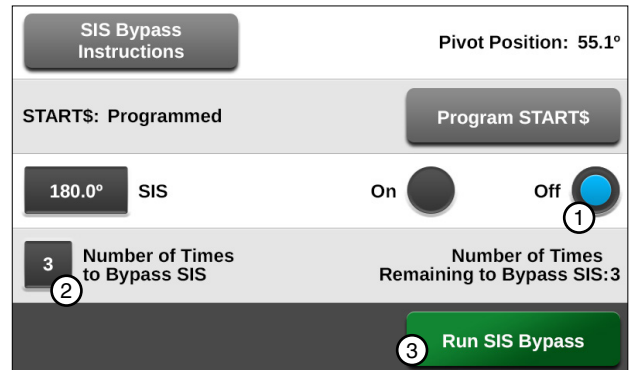 SIS Bypass
Instructions
Pivot Position: 55.1º
START$: Programmed
Program START$
180.0º
SIS
On
Off
1
3
Number of Times
to Bypass SIS
2
Number of Times
Remaining to Bypass SIS:3
3
Run SIS Bypass